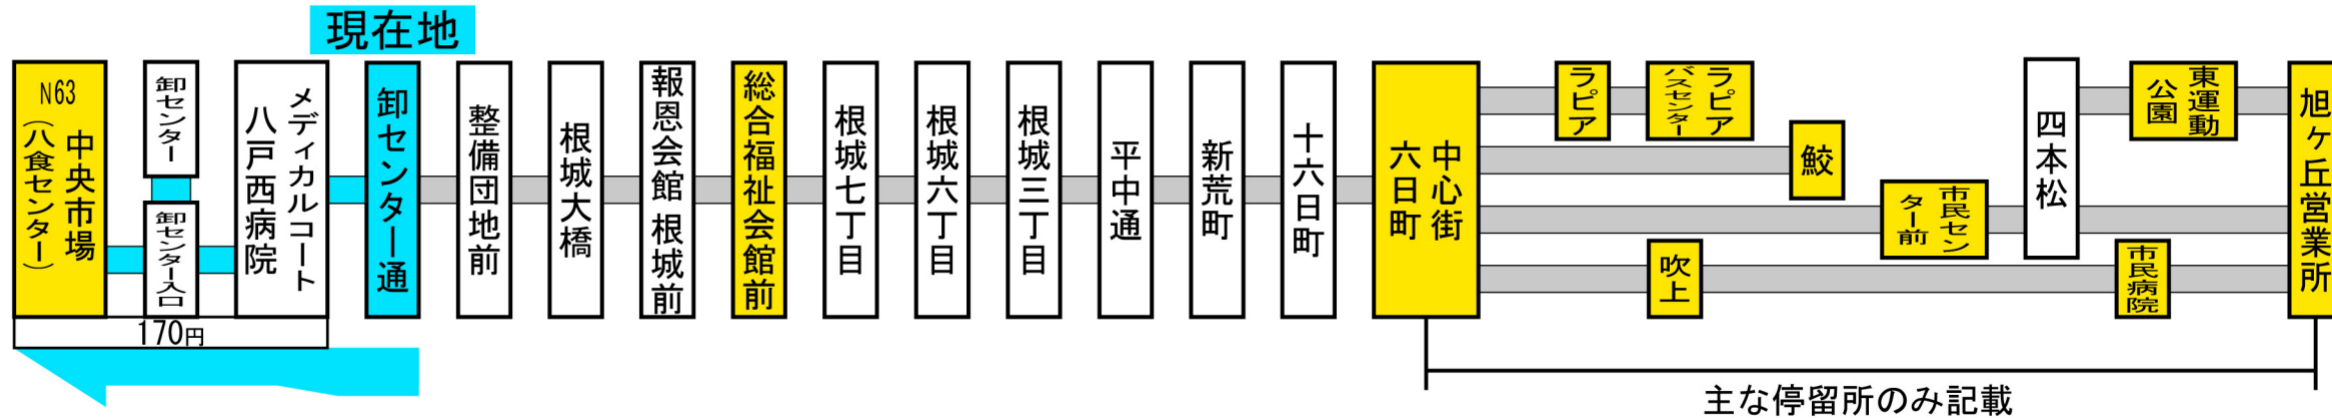 現在地
N63
中央市場
(八食センター)
卸センター
卸センター入口
メディカルコート
八戸西病院
卸センター通
整備団地前
根城大橋
報恩会館 根城前
総合福祉会館前
根城七丁目
根城六丁目
根城三丁目
平中通
新荒町
十六日町
中心街
六日町
ラピア
ラピア
バスセンター
鮫
市民セン
ター前
吹上
四本松
東運動
公園
市民病院
旭ヶ丘営業所
170円
主な停留所のみ記載